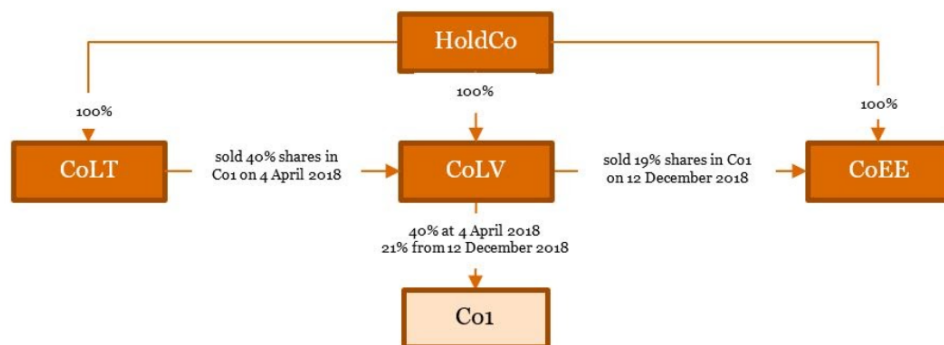 HoldCo
100%
100%
100%
CoLT
sold 40% shares in
Co1 on 4 April 2018
CoLV
sold 19% shares in Co1
on 12 December 2018
CoEE
40% at 4 April 2018
21% from 12 December 2018
Co1